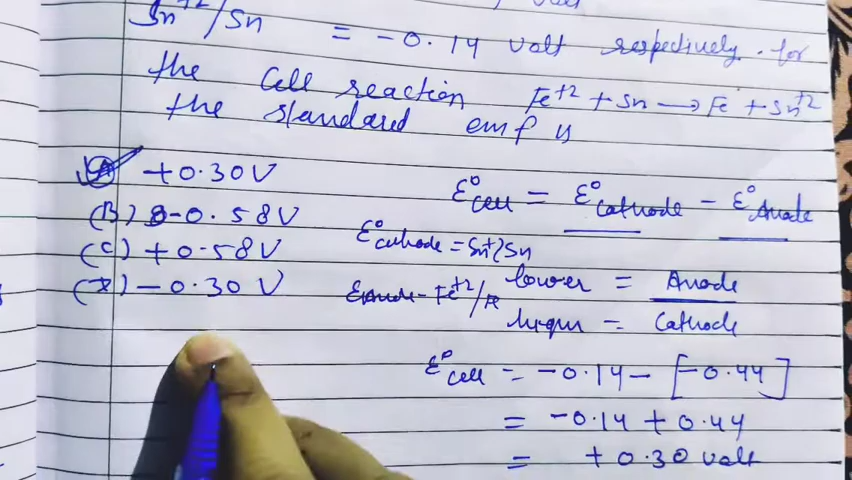 Sn+2/Sn = -0.14 volt respectively. for
the Cell reaction Fe+2 + Sn → Fe + Sn+2
the standared emf is
+0.30V
(B) -0.58V
(C) +0.58V
- 0.30 V
E°cell = E°Cathode - E°Anode
E°cathode = Sn+2/Sn
Fe+2/Fe
lower = Anode
higher = Cathode
E°cell = -0.14 - [-0.44]
= -0.14 + 0.44
= +0.30 volt